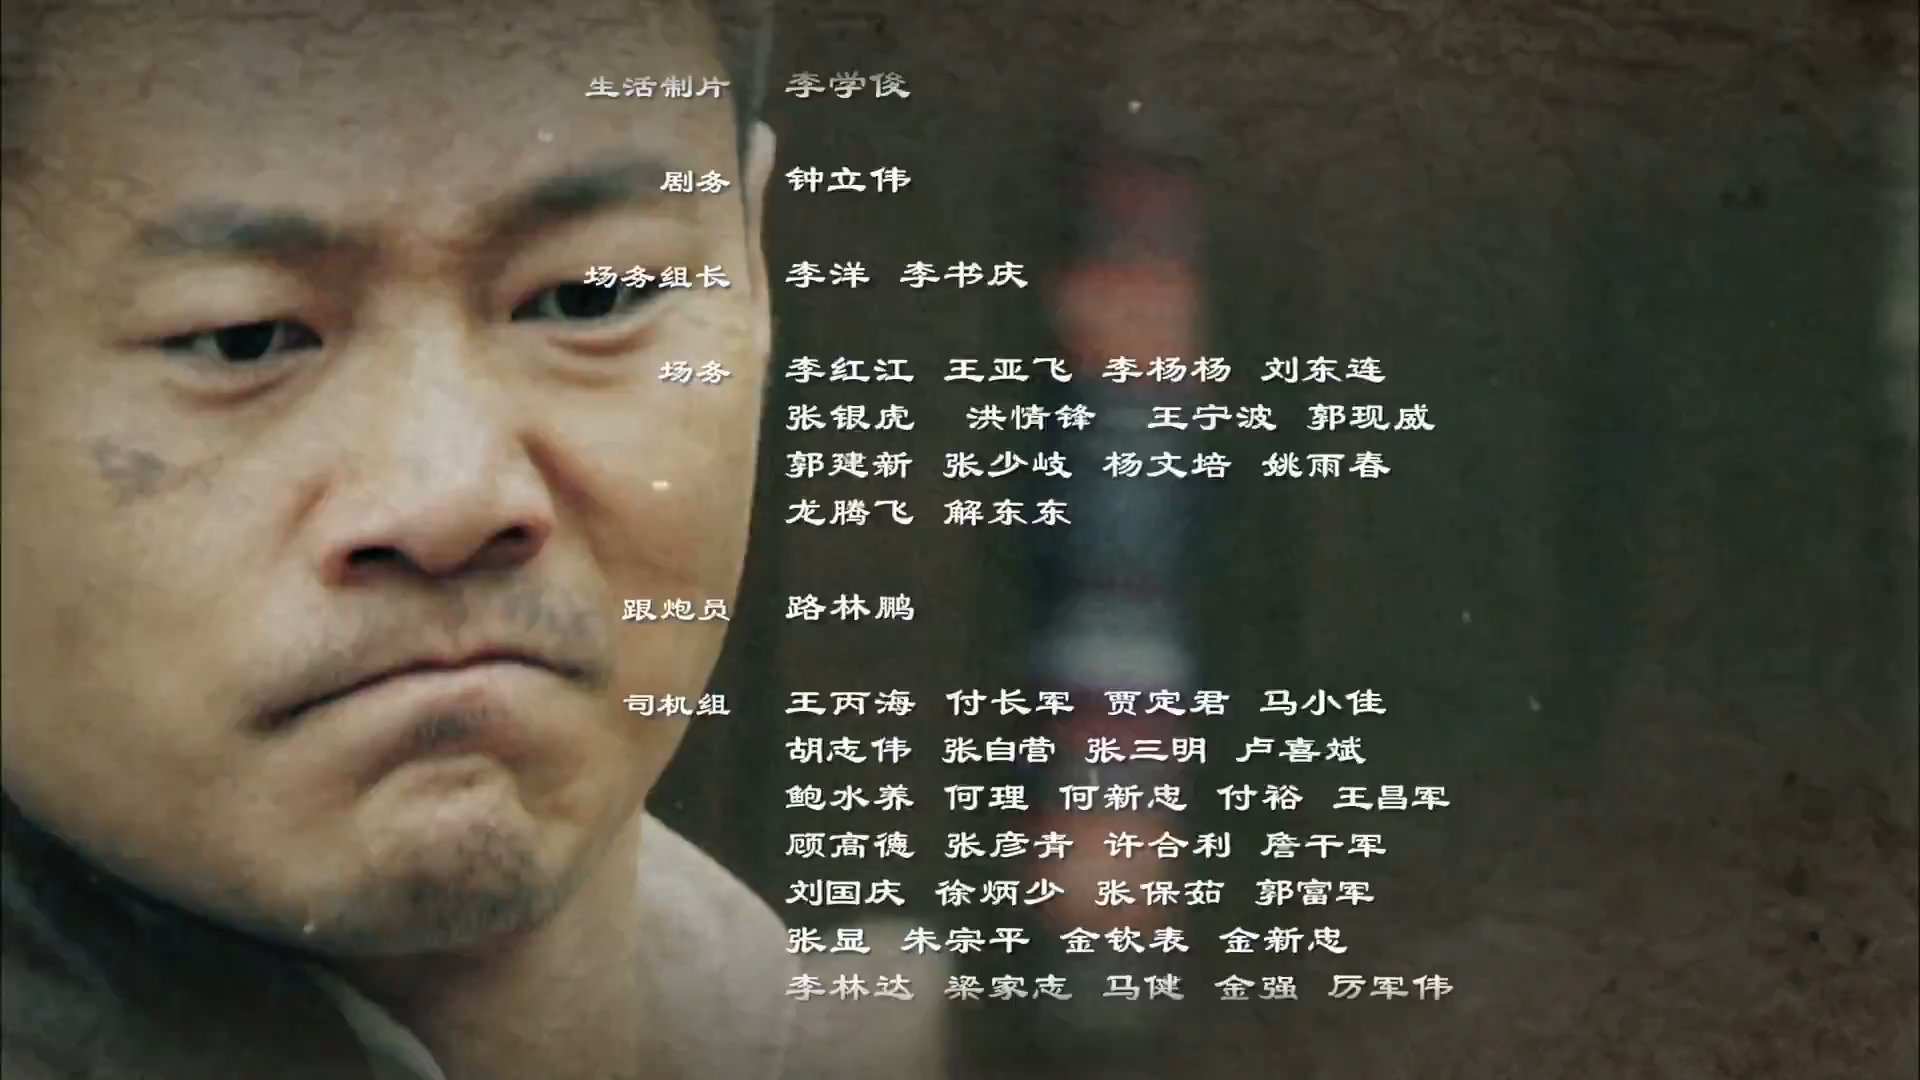 生活制片 李学俊
剧务 钟立伟
场务组长 李洋 李书庆
场务 李红江 王亚飞 李杨杨 刘东连
张银虎 洪情锋 王宁波 郭现威
郭建新 张少岐 杨文培 姚雨春
龙腾飞 解东东
跟炮员 路林鹏
司机组 王丙海 付长军 贾定君 马小佳
胡志伟 张自营 张三明 卢喜斌
鲍水养 何理 何新忠 付裕 王昌军
顾高德 张彦青 许合利 詹干军
刘国庆 徐炳少 张保茹 郭富军
张显 朱宗平 金钦表 金新忠
李林达 梁家志 马健 金强 厉军伟